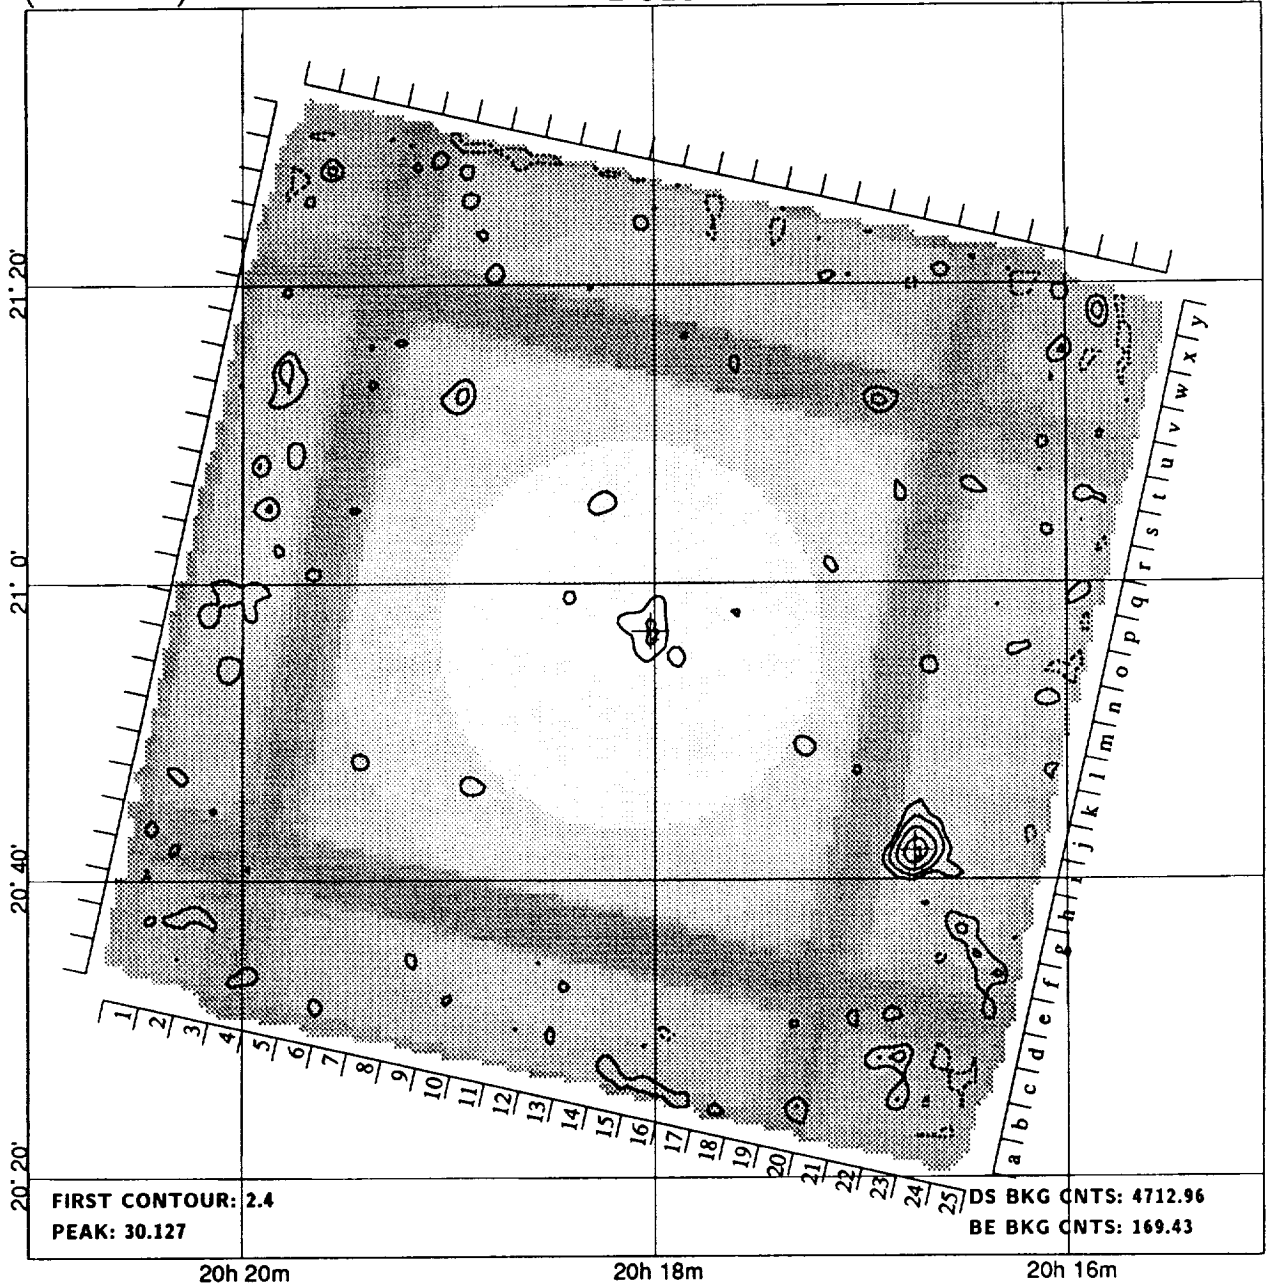 21° 20'
21° 0'
20° 40'
20° 20'
y
x
w
v
u
t
s
r
q
p
o
n
m
l
k
j
i
h
g
f
e
d
c
b
a
1 2 3 4 5 6 7 8 9 10 11 12 13 14 15 16 17 18 19 20 21 22 23 24 25
FIRST CONTOUR: 2.4
PEAK: 30.127
DS BKG CNTS: 4712.96
BE BKG CNTS: 169.43
20h 20m 20h 18m 20h 16m